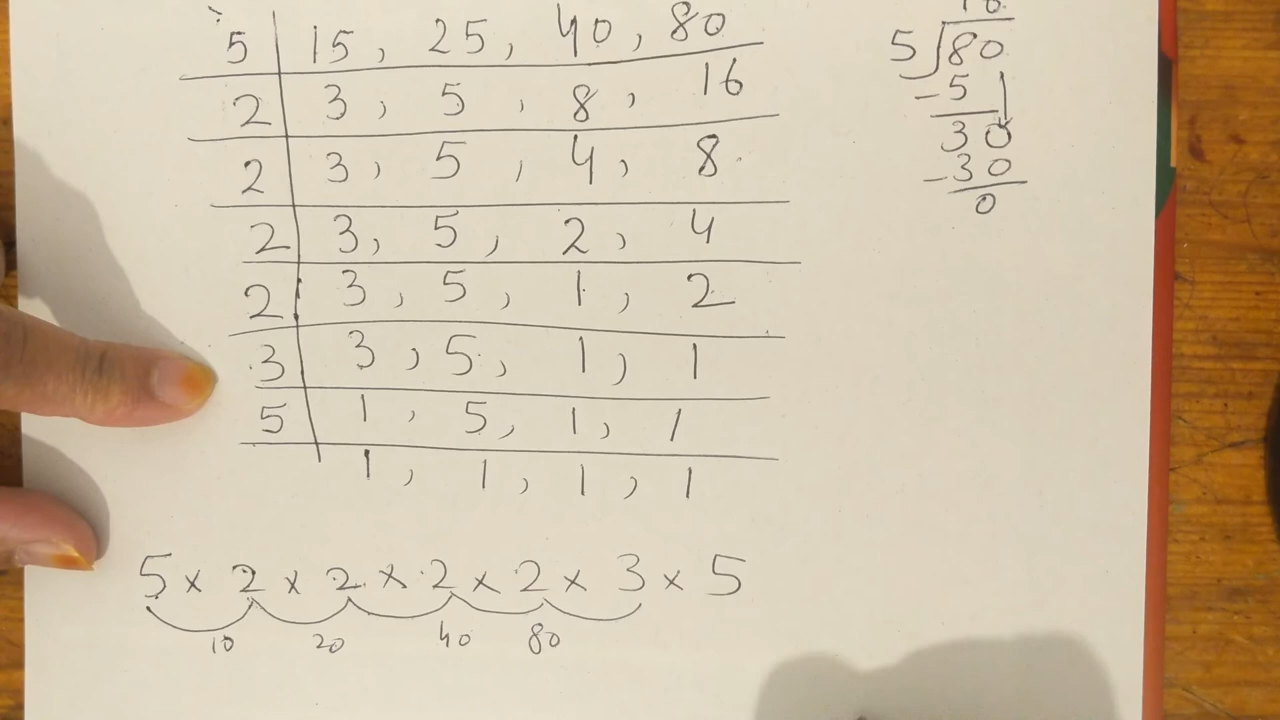 5 | 15, 25, 40, 80
2 | 3, 5, 8, 16
2 | 3, 5, 4, 8
2 | 3, 5, 2, 4
2 | 3, 5, 1, 2
3 | 3, 5, 1, 1
5 | 1, 5, 1, 1
1, 1, 1, 1
5 × 2 × 2 × 2 × 2 × 3 × 5
10 20 40 80
16
5 80
-5
30
-30
0